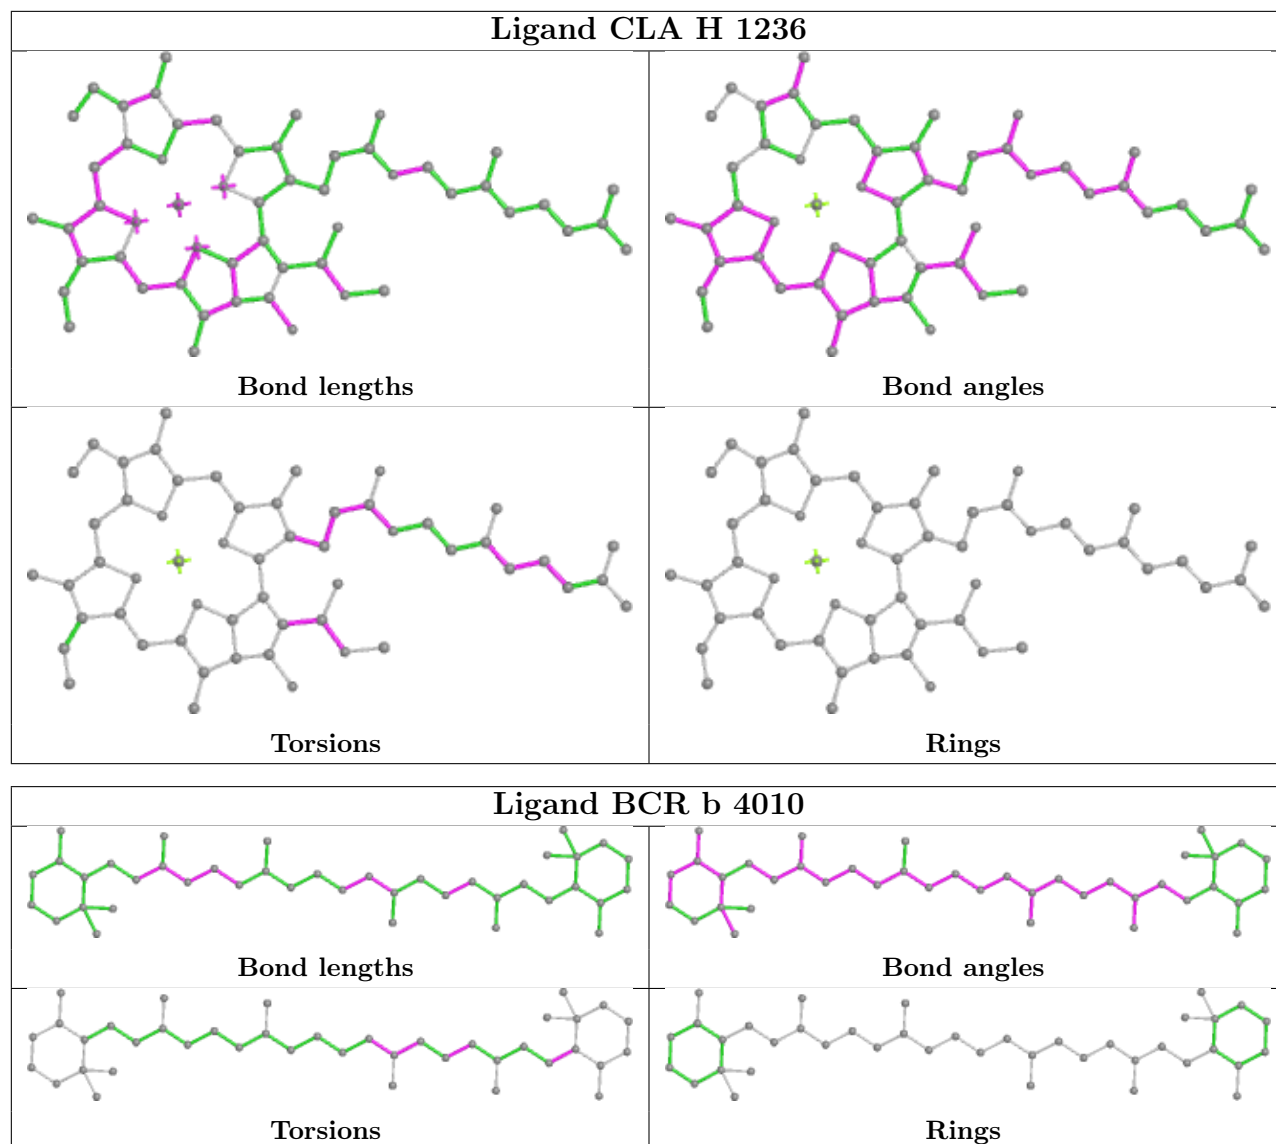 Ligand CLA H 1236
Bond lengths
Bond angles
Torsions
Rings
Ligand BCR b 4010
Bond lengths
Bond angles
Torsions
Rings